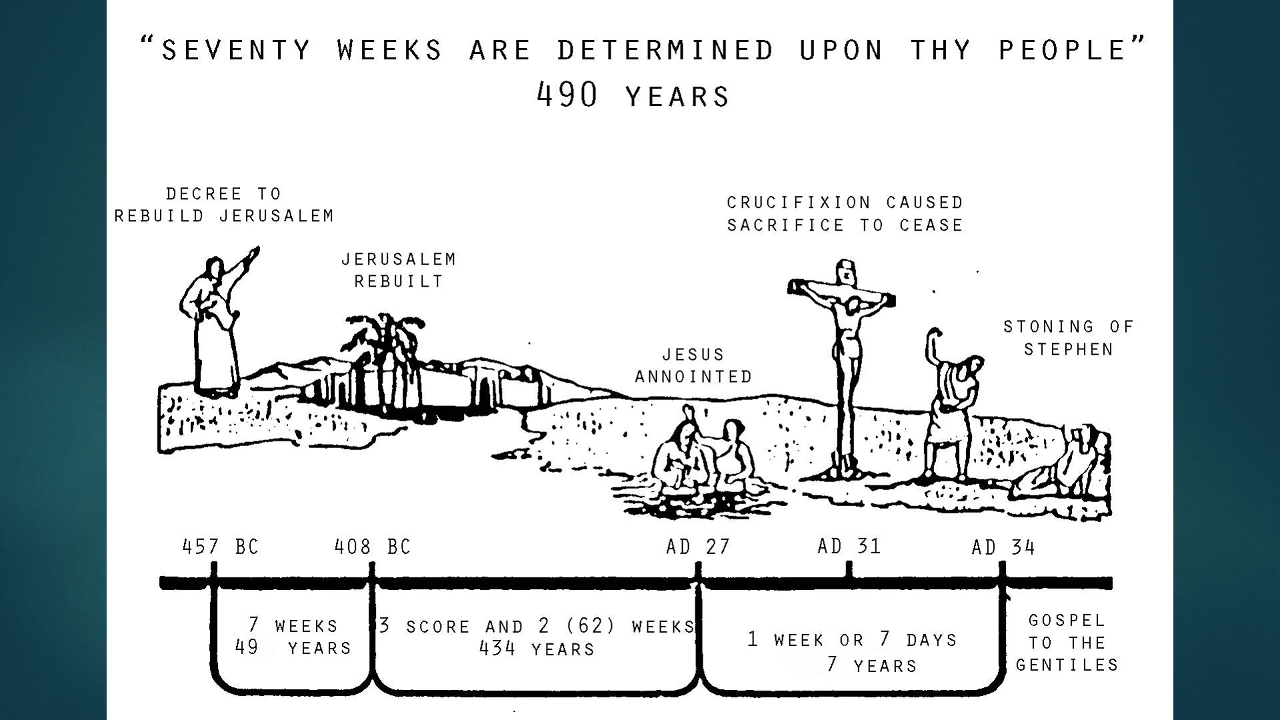 “SEVENTY WEEKS ARE DETERMINED UPON THY PEOPLE”
490 YEARS
DECREE TO
REBUILD JERUSALEM
JERUSALEM
REBUILT
JESUS
ANNOINTED
CRUCIFIXION CAUSED
SACRIFICE TO CEASE
STONING OF
STEPHEN
457 BC
408 BC
AD 27
AD 31
AD 34
7 WEEKS
49 YEARS
3 SCORE AND 2 (62) WEEKS
434 YEARS
1 WEEK OR 7 DAYS
7 YEARS
GOSPEL
TO THE
GENTILES